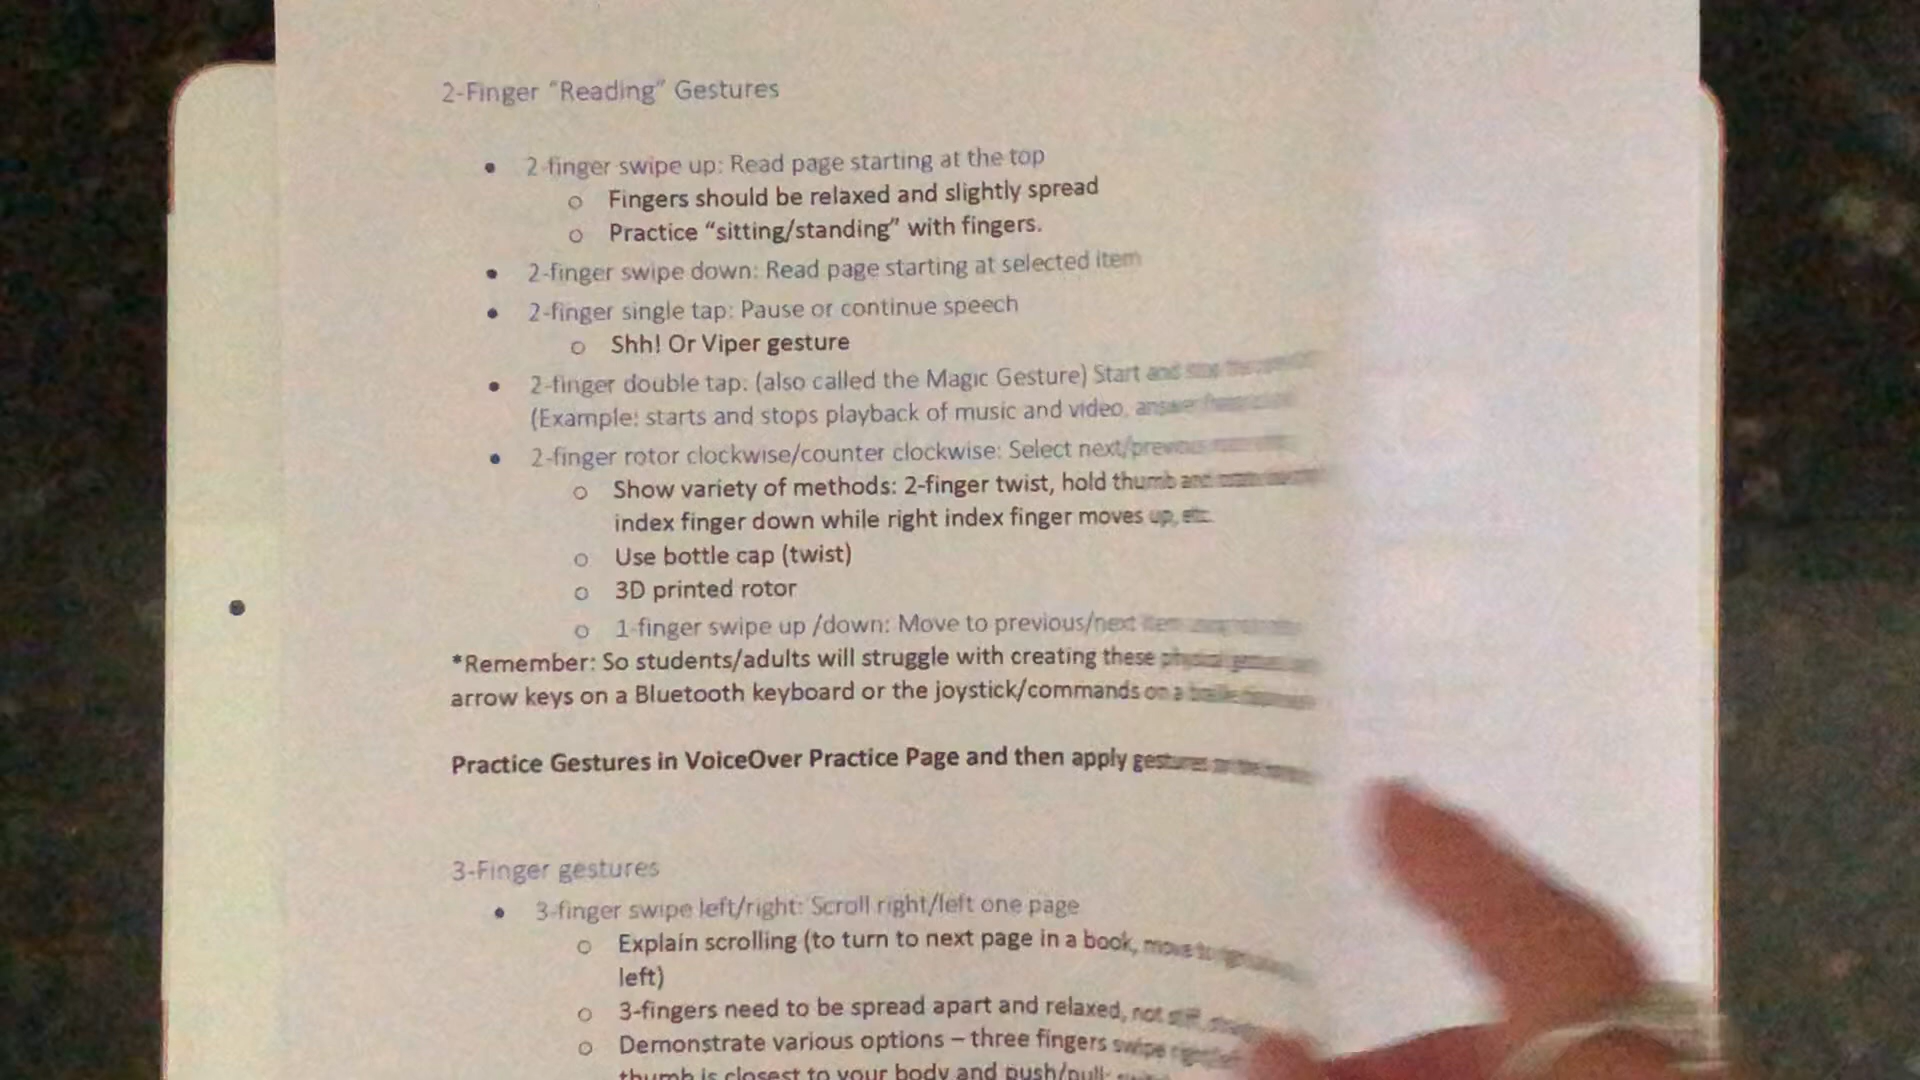 2-Finger “Reading” Gestures
• 2-finger swipe up: Read page starting at the top
o Fingers should be relaxed and slightly spread
o Practice “sitting/standing” with fingers.
• 2-finger swipe down: Read page starting at selected item
• 2-finger single tap: Pause or continue speech
o Shh! Or Viper gesture
• 2-finger double tap: (also called the Magic Gesture) Start and
(Example: starts and stops playback of music and video, answer
• 2-finger rotor clockwise/counter clockwise: Select next/previous
o Show variety of methods: 2-finger twist, hold thumb and
index finger down while right index finger moves up, etc.
o Use bottle cap (twist)
o 3D printed rotor
o 1-finger swipe up /down: Move to previous/next item
*Remember: So students/adults will struggle with creating these
arrow keys on a Bluetooth keyboard or the joystick/commands on a
Practice Gestures in VoiceOver Practice Page and then apply gestures
3-Finger gestures
• 3-finger swipe left/right: Scroll right/left one page
o Explain scrolling (to turn to next page in a book, move
left)
o 3-fingers need to be spread apart and relaxed, not
o Demonstrate various options – three fingers swipe
thumb is closest to your body and push/pull-